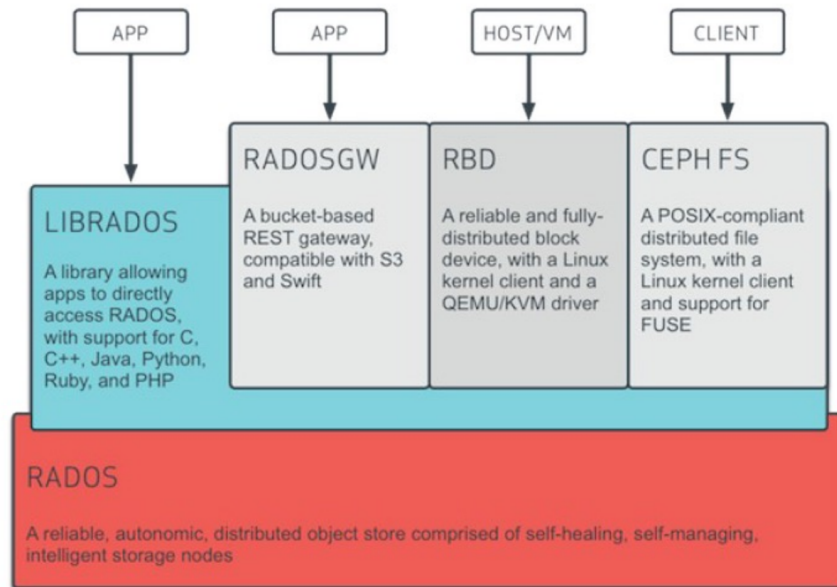 APP
APP
HOST/VM
CLIENT
LIBRADOS
A library allowing
apps to directly
access RADOS,
with support for C,
C++, Java, Python,
Ruby, and PHP
RADOSGW
A bucket-based
REST gateway,
compatible with S3
and Swift
RBD
A reliable and fully-
distributed block
device, with a Linux
kernel client and a
QEMU/KVM driver
CEPH FS
A POSIX-compliant
distributed file
system, with a
Linux kernel client
and support for
FUSE
RADOS
A reliable, autonomic, distributed object store comprised of self-healing, self-managing,
intelligent storage nodes